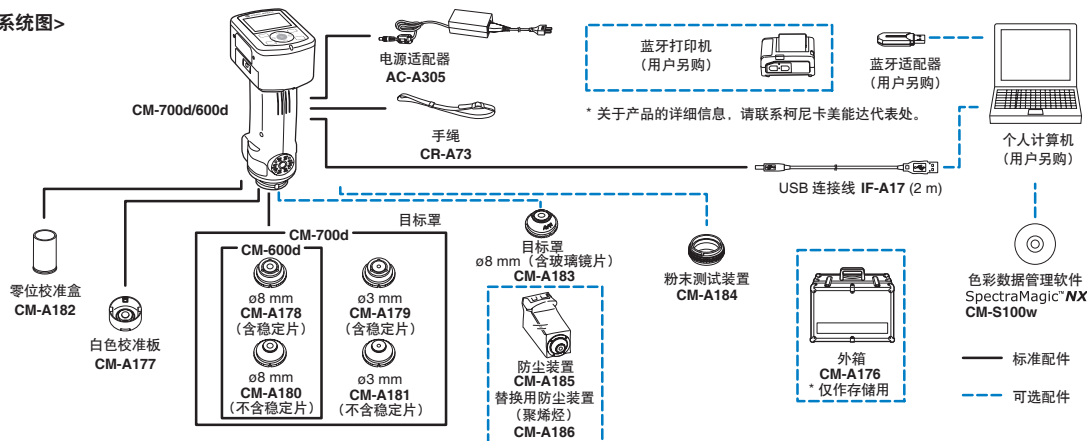 系统图>
电源适配器
AC-A305
CM-700d/600d
手绳
CR-A73
蓝牙打印机
（用户另购）
* 关于产品的详细信息，请联系柯尼卡美能达代表处。
蓝牙适配器
（用户另购）
个人计算机
（用户另购）
USB 连接线 IF-A17 (2 m)
零位校准盒
CM-A182
白色校准板
CM-A177
目标罩
CM-700d
CM-600d
ø8 mm
CM-A178
（含稳定片）
ø3 mm
CM-A179
（含稳定片）
ø8 mm
CM-A180
（不含稳定片）
ø3 mm
CM-A181
（不含稳定片）
目标罩
ø8 mm（含玻璃镜片）
CM-A183
防尘装置
CM-A185
替换用防尘装置
（聚烯烃）
CM-A186
粉末测试装置
CM-A184
外箱
CM-A176
* 仅作存储用
色彩数据管理软件
SpectraMagic™ NX
CM-S100w
标准配件
可选配件